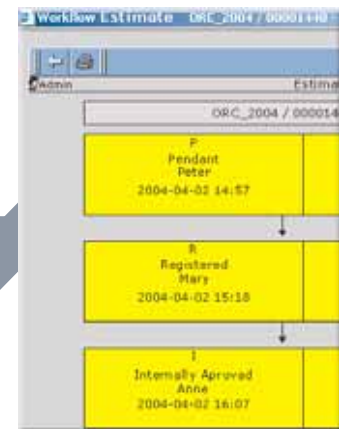 Workflow Estimate ORC_2004 / 00001440
Admin
Estima
ORC_2004 / 000014
P
Pendant
Peter
2004-04-02 14:57
R
Registered
Mary
2004-04-02 15:18
I
Internally Aproved
Anne
2004-04-02 16:07